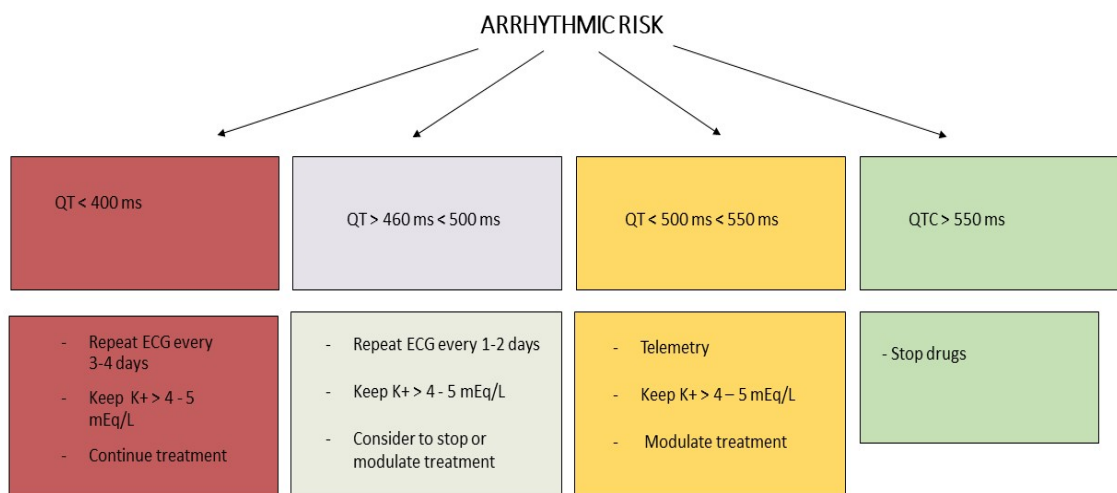 ARRHYTHMIC RISK
QT < 400 ms
QT > 460 ms < 500 ms
QT < 500 ms < 550 ms
QTC > 550 ms
- Repeat ECG every
3-4 days
- Keep K+ > 4 - 5
mEq/L
- Continue treatment
- Repeat ECG every 1-2 days
- Keep K+ > 4 - 5 mEq/L
- Consider to stop or
modulate treatment
- Telemetry
- Keep K+ > 4 – 5 mEq/L
- Modulate treatment
- Stop drugs